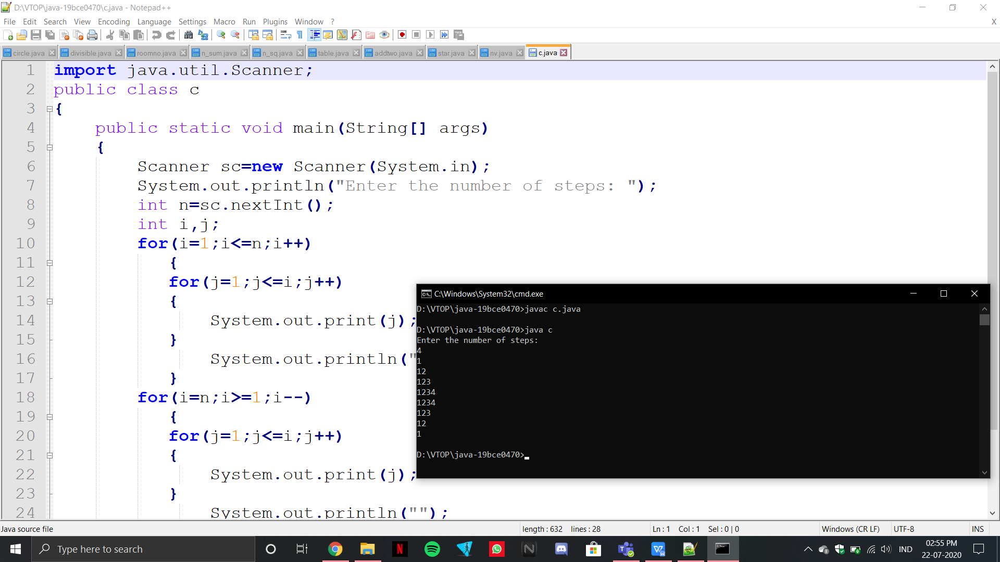 D:\VTOP\java-19bce0470\c.java - Notepad++
File Edit Search View Encoding Language Settings Macro Run Plugins Window ? X
circle.java divisible.java roomno.java n_sum.java n_sq.java table.java addtwo.java star.java nv.java c.java
1 import java.util.Scanner;
2 public class c
3 {
4 public static void main(String[] args)
5 {
6 Scanner sc=new Scanner(System.in);
7 System.out.println("Enter the number of steps: ");
8 int n=sc.nextInt();
9 int i,j;
10 for(i=1;i<=n;i++)
11 {
12 for(j=1;j<=i;j++)
13 {
14 System.out.print(j);
15 }
16 System.out.println("
17 }
18 for(i=n;i>=1;i--)
19 {
20 for(j=1;j<=i;j++)
21 {
22 System.out.print(j);
23 }
24 System.out.println("");
C:\Windows\System32\cmd.exe
D:\VTOP\java-19bce0470>javac c.java
D:\VTOP\java-19bce0470>java c
Enter the number of steps:
4
1
12
123
1234
1234
123
12
1
D:\VTOP\java-19bce0470>
Java source file length : 632 lines : 28 Ln : 1 Col : 1 Sel : 0 | 0 Windows (CR LF) UTF-8 INS
Type here to search IND 02:55 PM
22-07-2020